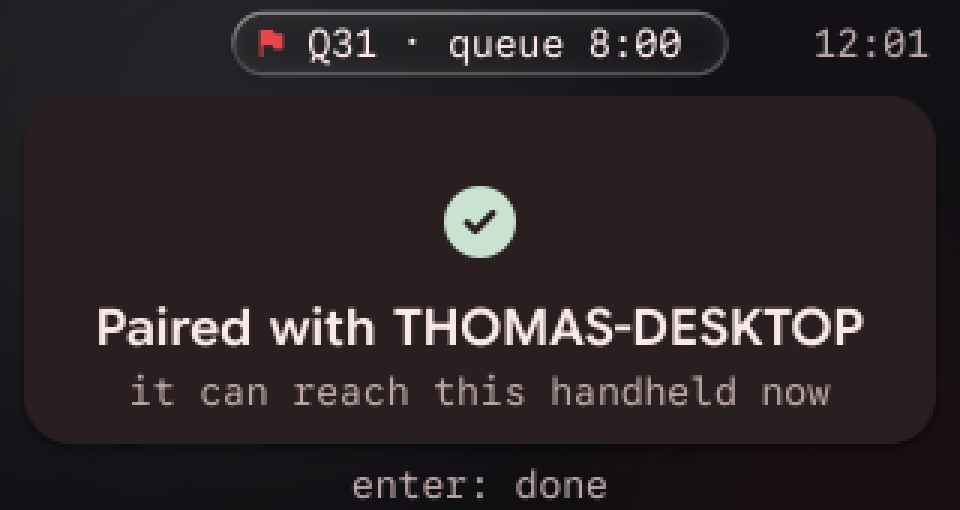 Q31 · queue 8:00
12:01
Paired with THOMAS-DESKTOP
it can reach this handheld now
enter: done